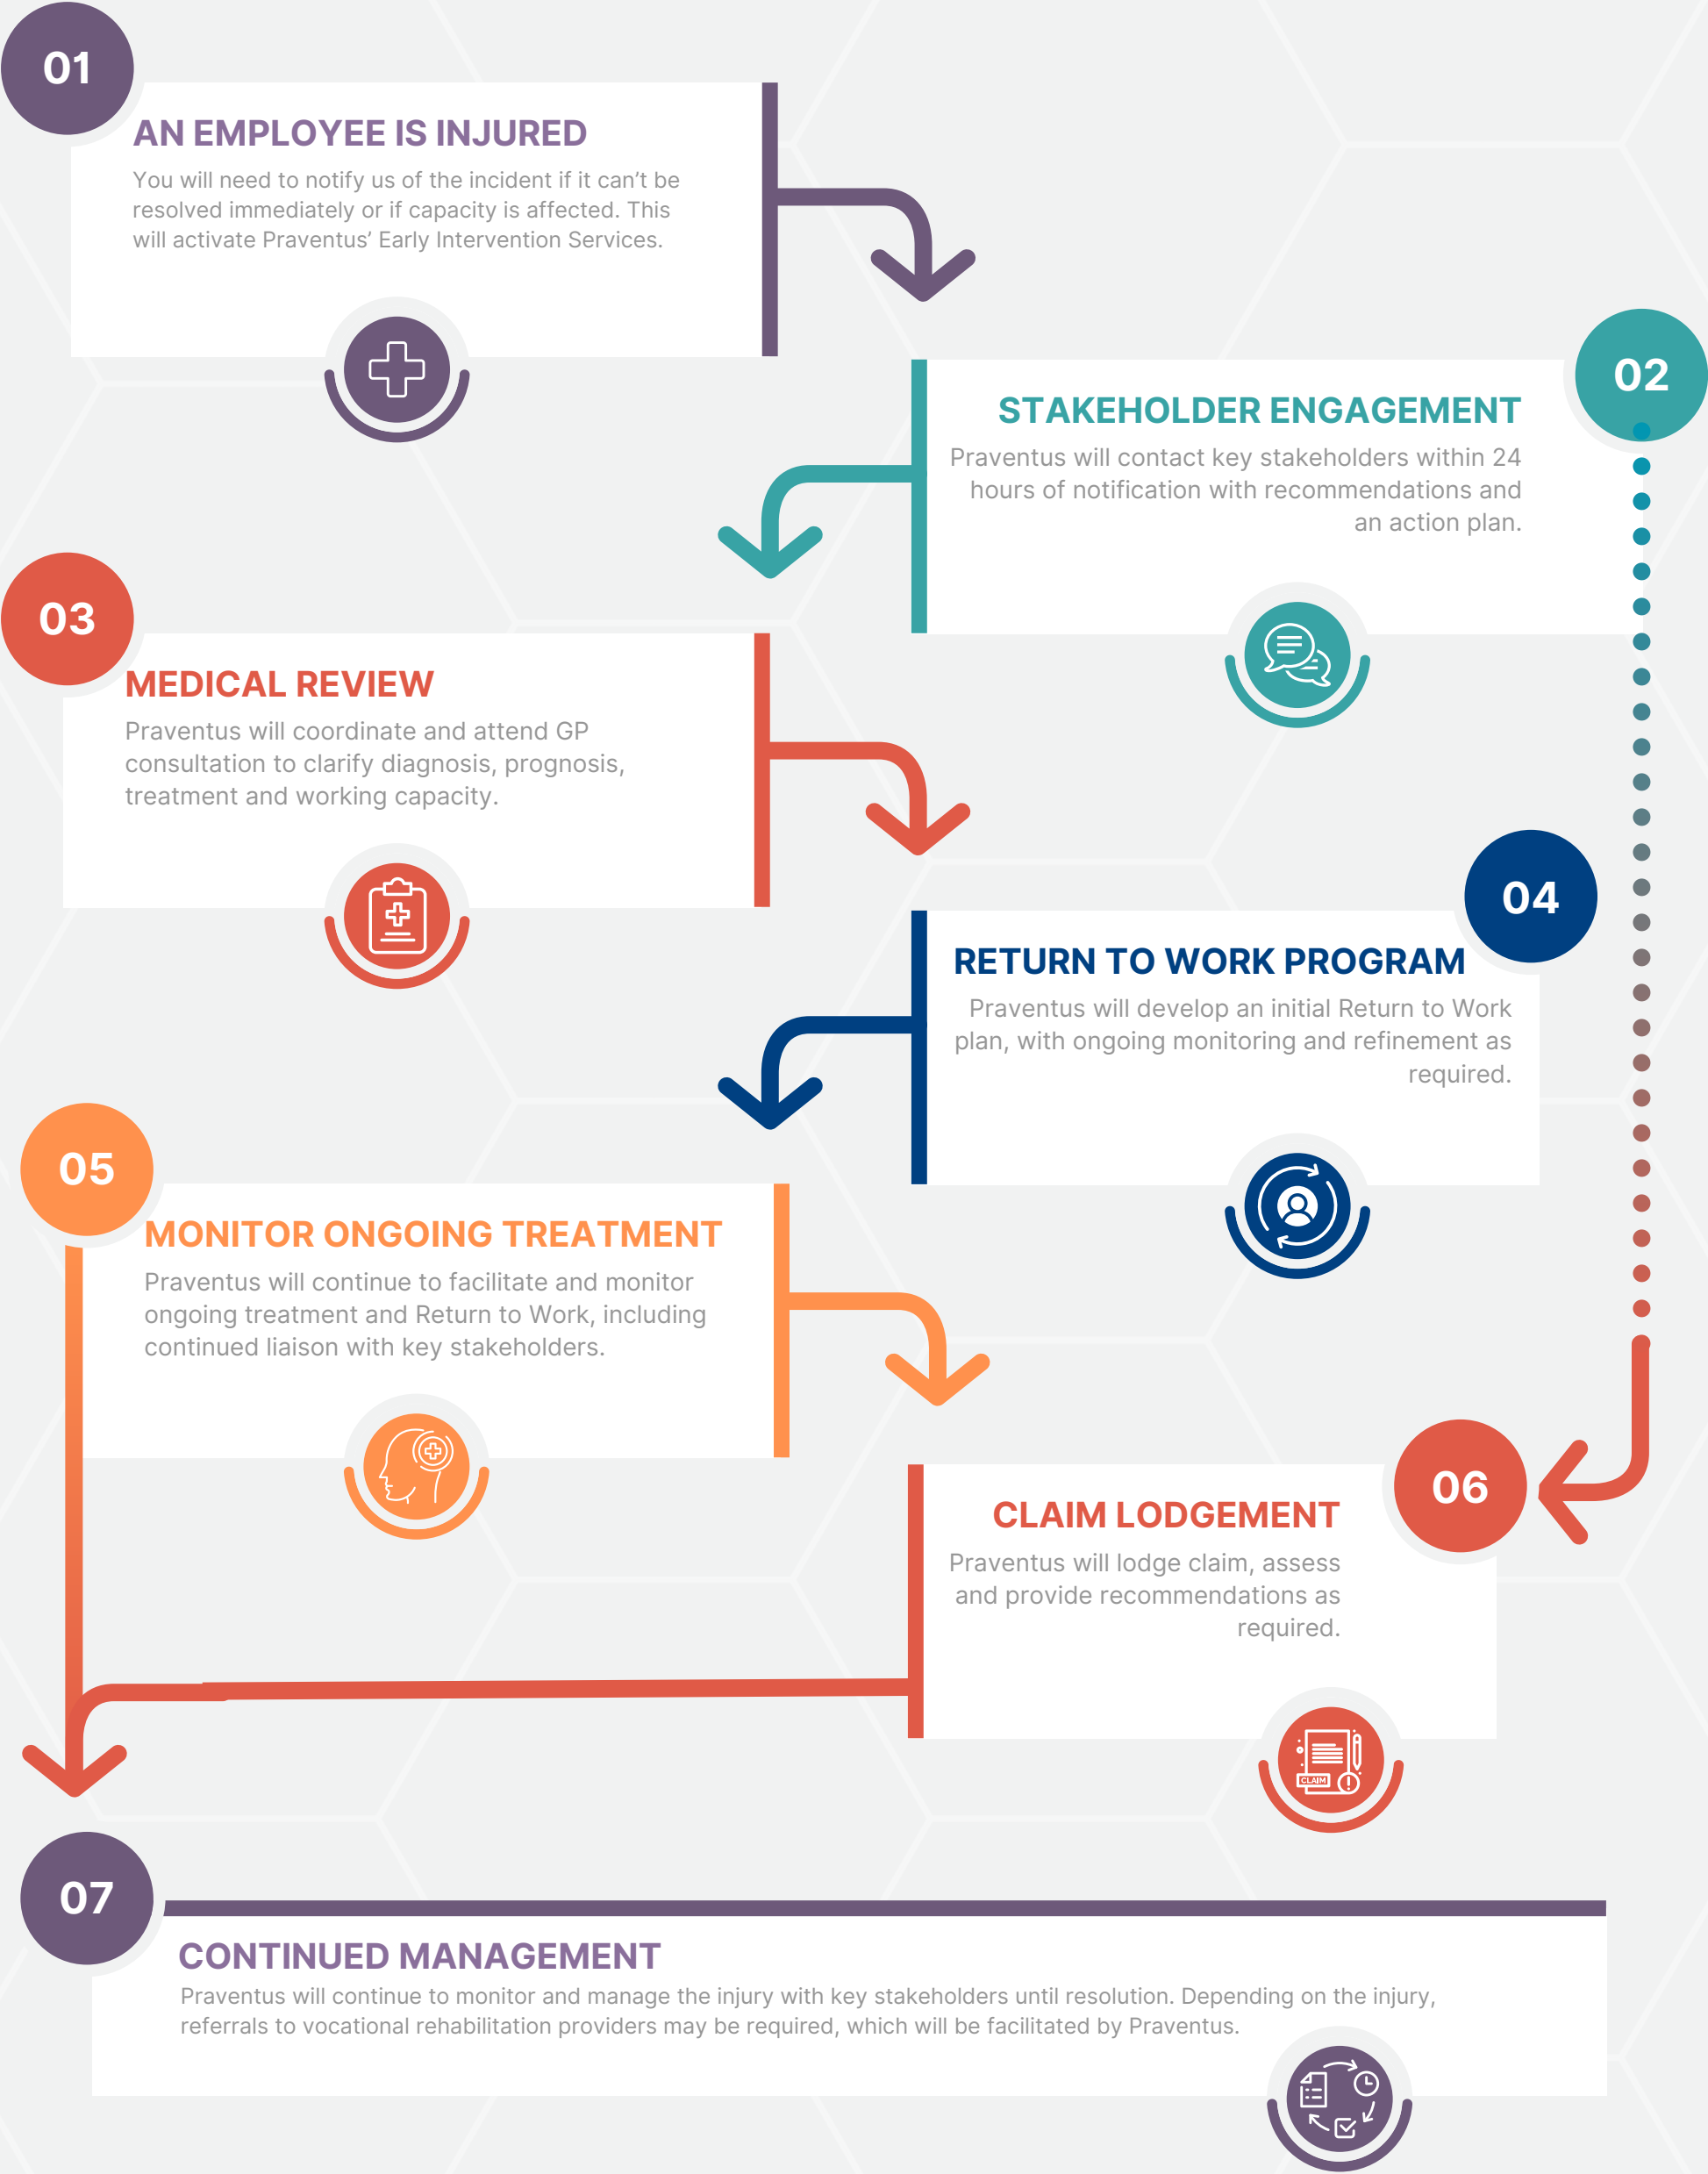 01
AN EMPLOYEE IS INJURED
You will need to notify us of the incident if it can’t be
resolved immediately or if capacity is affected. This
will activate Praventus’ Early Intervention Services.
02
STAKEHOLDER ENGAGEMENT
Praventus will contact key stakeholders within 24
hours of notification with recommendations and
an action plan.
03
MEDICAL REVIEW
Praventus will coordinate and attend GP
consultation to clarify diagnosis, prognosis,
treatment and working capacity.
04
RETURN TO WORK PROGRAM
Praventus will develop an initial Return to Work
plan, with ongoing monitoring and refinement as
required.
05
MONITOR ONGOING TREATMENT
Praventus will continue to facilitate and monitor
ongoing treatment and Return to Work, including
continued liaison with key stakeholders.
06
CLAIM LODGEMENT
Praventus will lodge claim, assess
and provide recommendations as
required.
CLAIM
07
CONTINUED MANAGEMENT
Praventus will continue to monitor and manage the injury with key stakeholders until resolution. Depending on the injury,
referrals to vocational rehabilitation providers may be required, which will be facilitated by Praventus.